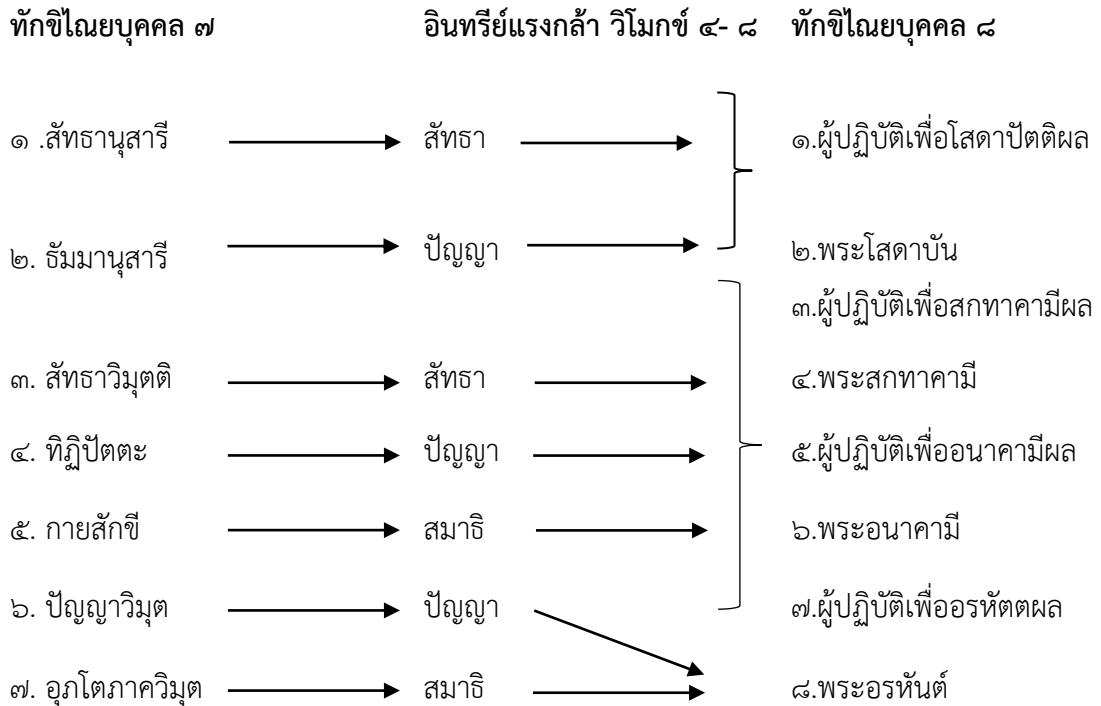 ทักขิไณยบุคคล ๗ อินทรีย์แรงกล้า วิโมกข์ ๔- ๘ ทักขิไณยบุคคล ๘
๑ .สัทธานุสารี สัทธา ๑.ผู้ปฏิบัติเพื่อโสดาปัตติผล
๒. ธัมมานุสารี ปัญญา ๒.พระโสดาบัน
๓.ผู้ปฏิบัติเพื่อสกทาคามีผล
๓. สัทธาวิมุตติ สัทธา ๔.พระสกทาคามี
๔. ทิฏิปัตตะ ปัญญา ๕.ผู้ปฏิบัติเพื่ออนาคามีผล
๕. กายสักขี สมาธิ ๖.พระอนาคามี
๖. ปัญญาวิมุต ปัญญา ๗.ผู้ปฏิบัติเพื่ออรหัตตผล
๗. อุภโตภาควิมุต สมาธิ ๘.พระอรหันต์